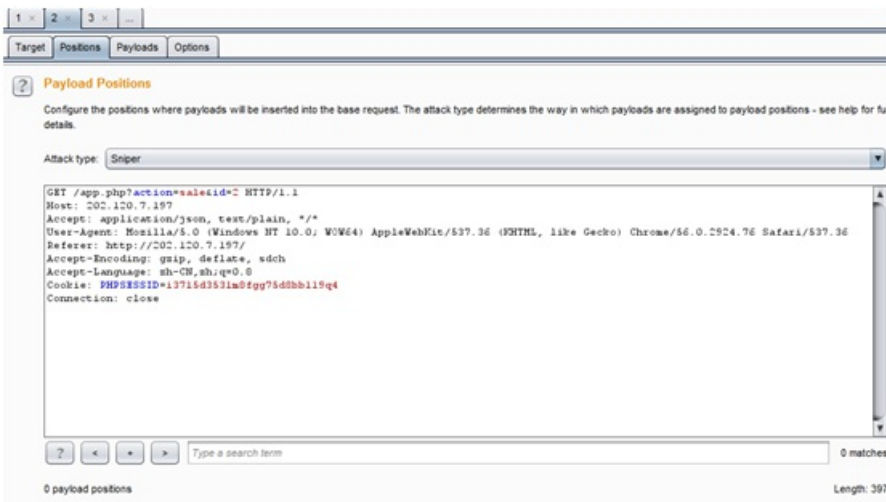 1 × 2 × 3 × ...
Target Positions Payloads Options
? Payload Positions
Configure the positions where payloads will be inserted into the base request. The attack type determines the way in which payloads are assigned to payload positions - see help for fu
details.
Attack type: Sniper
GET /app.php?action=sale&id=2 HTTP/1.1
Host: 202.120.7.197
Accept: application/json, text/plain, */*
User-Agent: Mozilla/5.0 (Windows NT 10.0; WOW64) AppleWebKit/537.36 (KHTML, like Gecko) Chrome/56.0.2924.76 Safari/537.36
Referer: http://202.120.7.197/
Accept-Encoding: gzip, deflate, sdch
Accept-Language: zh-CN,zh;q=0.8
Cookie: PHPSESSID=i3715d3531m8fgg75d8bb119q4
Connection: close
? < + > Type a search term 0 matches
0 payload positions Length: 397